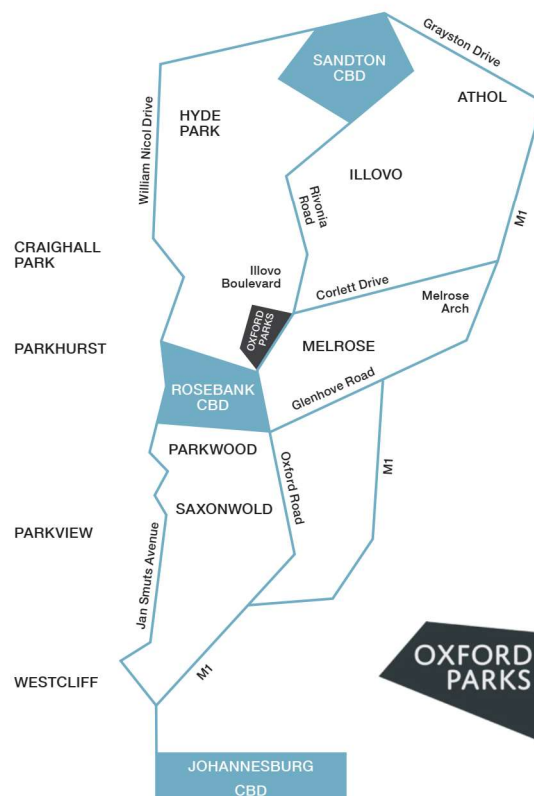 Grayston Drive
SANDTON
CBD
ATHOL
HYDE
PARK
William Nicol Drive
ILLOVO
Rivonia
Road
M1
CRAIGHALL
PARK
Illovo
Boulevard
Corlett Drive
Melrose
Arch
OXFORD
PARKS
PARKHURST
MELROSE
ROSEBANK
CBD
Glenhove Road
PARKWOOD
Oxford Road
M1
SAXONWOLD
PARKVIEW
Jan Smuts Avenue
OXFORD
PARKS
WESTCLIFF
M1
JOHANNESBURG
CBD